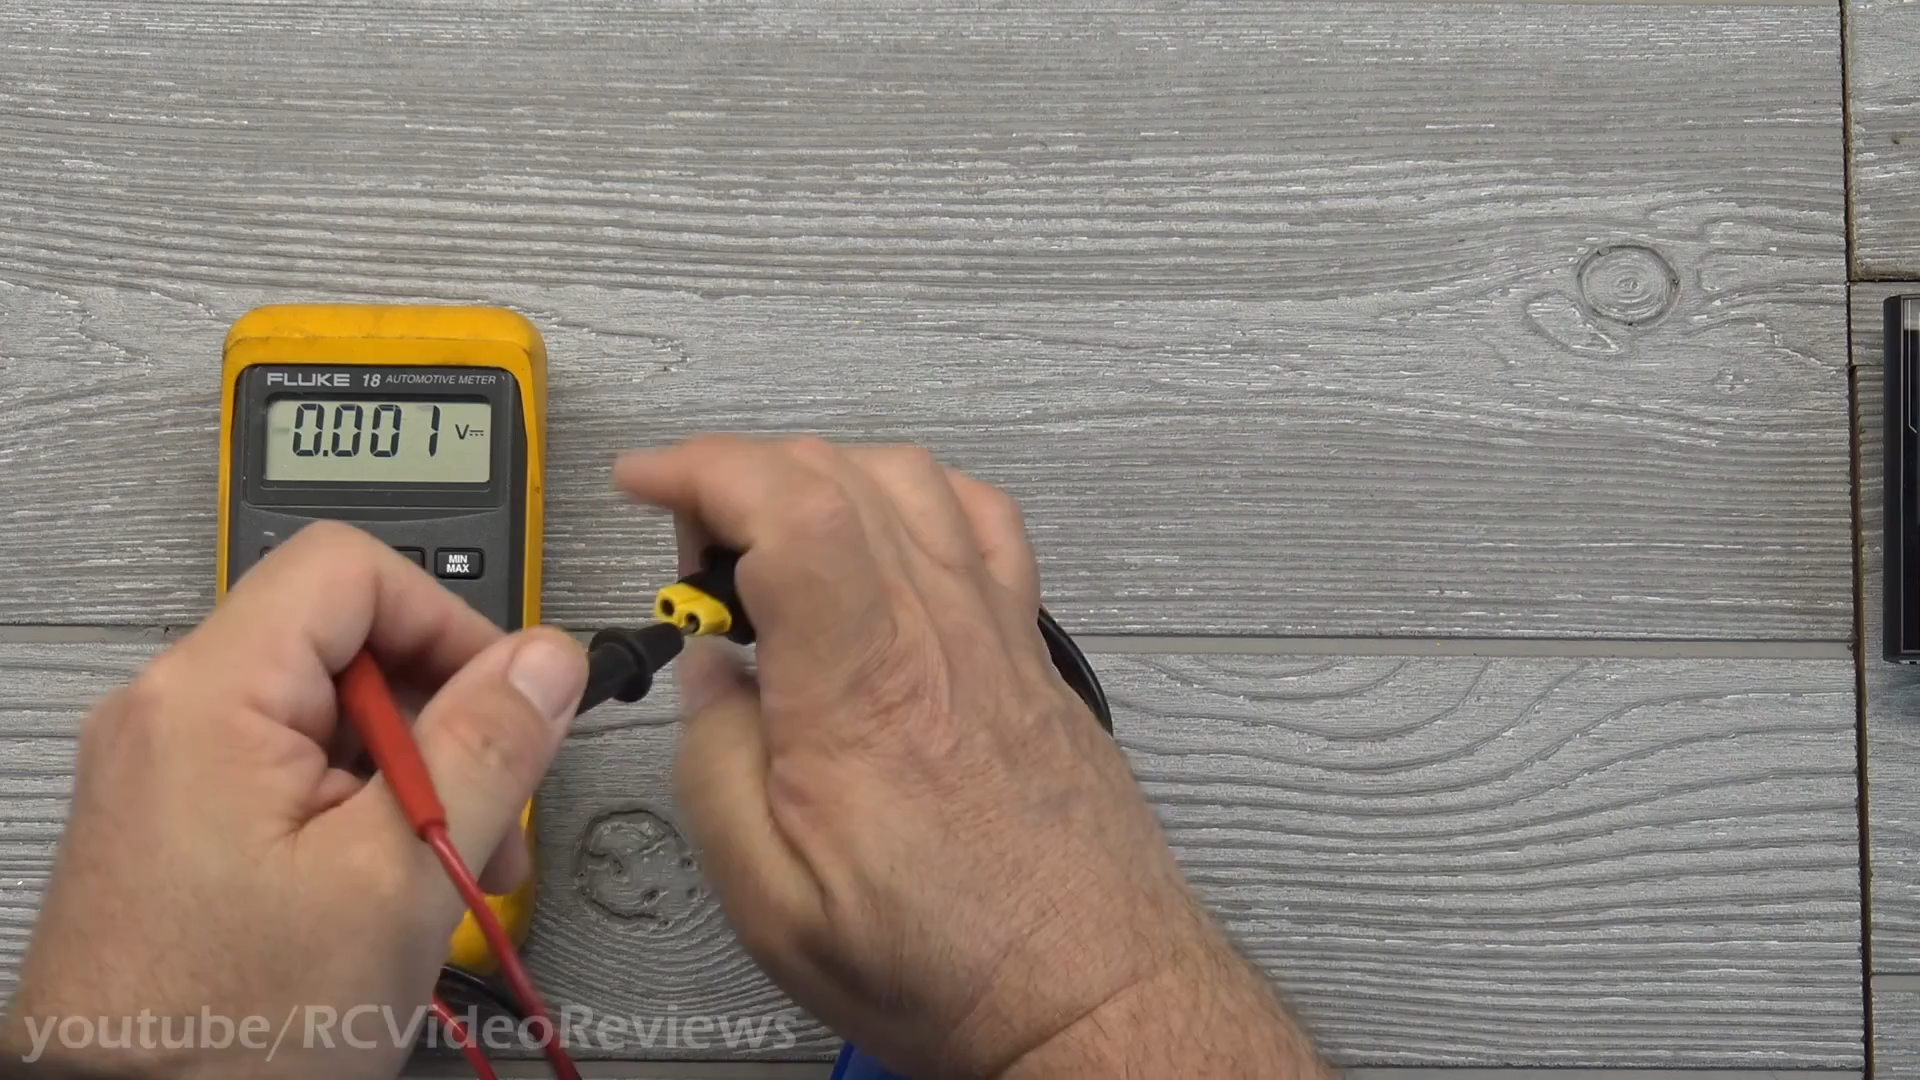 FLUKE 18 AUTOMOTIVE METER
0.001 V
MIN
MAX
youtube/RCVideoReviews